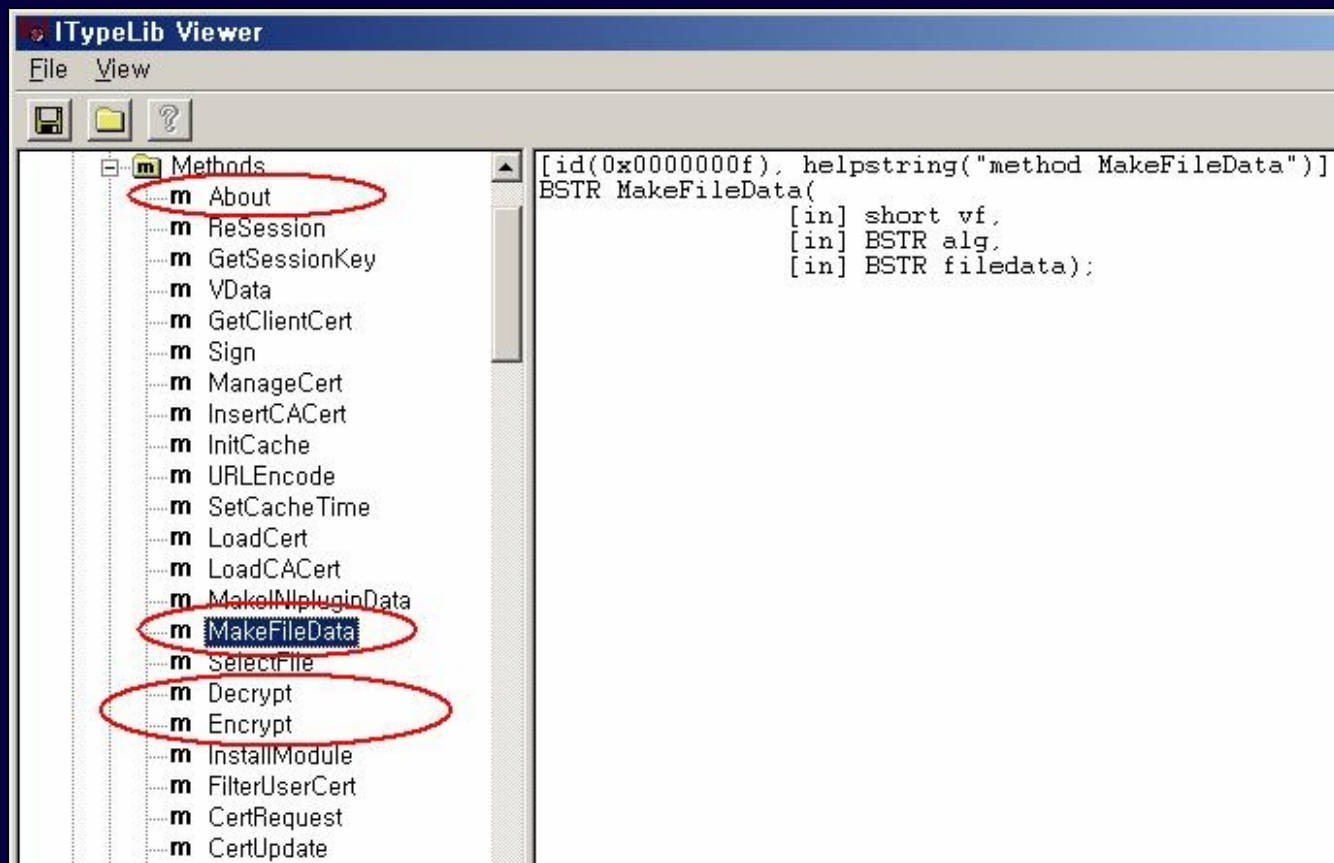 ITypeLib Viewer
File View
Methods
m About
m ReSession
m GetSessionKey
m VData
m GetClientCert
m Sign
m ManageCert
m InsertCACert
m InitCache
m URLEncode
m SetCacheTime
m LoadCert
m LoadCACert
m MakeINIpluginData
m MakeFileData
m SelectFile
m Decrypt
m Encrypt
m InstallModule
m FilterUserCert
m CertRequest
m CertUpdate
[id(0x0000000f), helpstring("method MakeFileData")]
BSTR MakeFileData(
[in] short vf,
[in] BSTR alg,
[in] BSTR filedata);